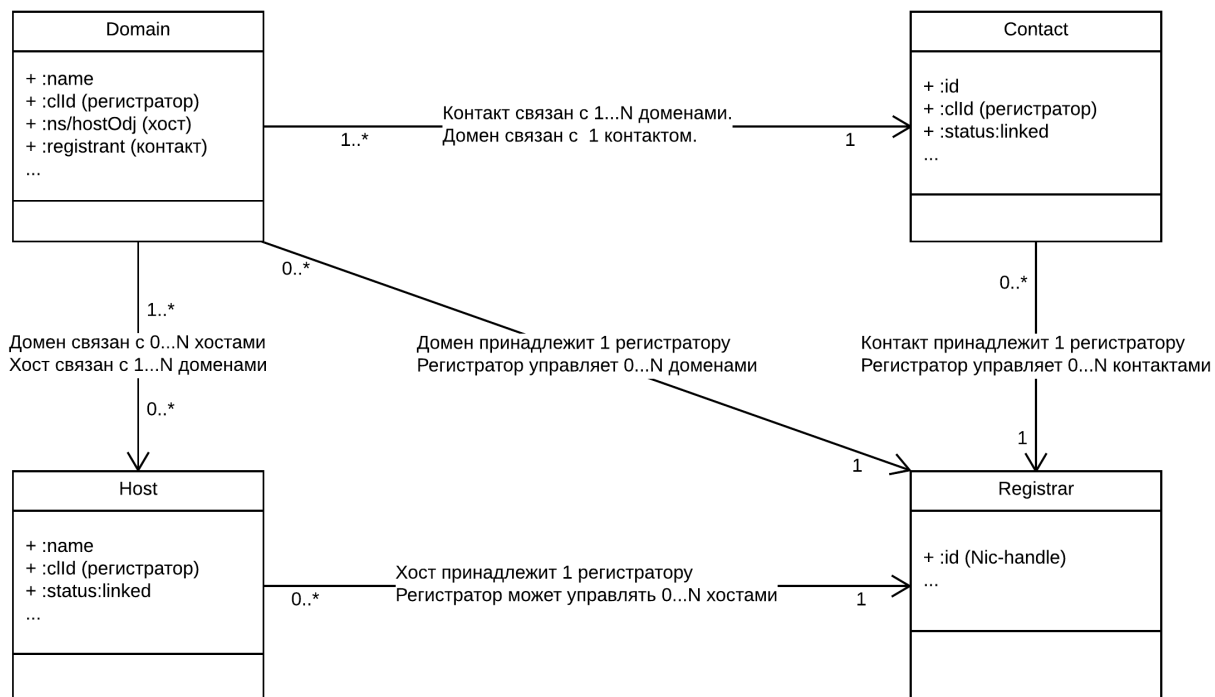 Domain
+ :name
+ :clId (регистратор)
+ :ns/hostOdj (хост)
+ :registrant (контакт)
...
Контакт связан с 1...N доменами.
Домен связан с 1 контактом.
1..*
1
Contact
+ :id
+ :clId (регистратор)
+ :status:linked
...
0..*
0..*
1..*
Домен связан с 0...N хостами
Хост связан с 1...N доменами
0..*
Домен принадлежит 1 регистратору
Регистратор управляет 0...N доменами
1
Контакт принадлежит 1 регистратору
Регистратор управляет 0...N контактами
1
Host
+ :name
+ :clId (регистратор)
+ :status:linked
...
Хост принадлежит 1 регистратору
Регистратор может управлять 0...N хостами
0..*
1
Registrar
+ :id (Nic-handle)
...